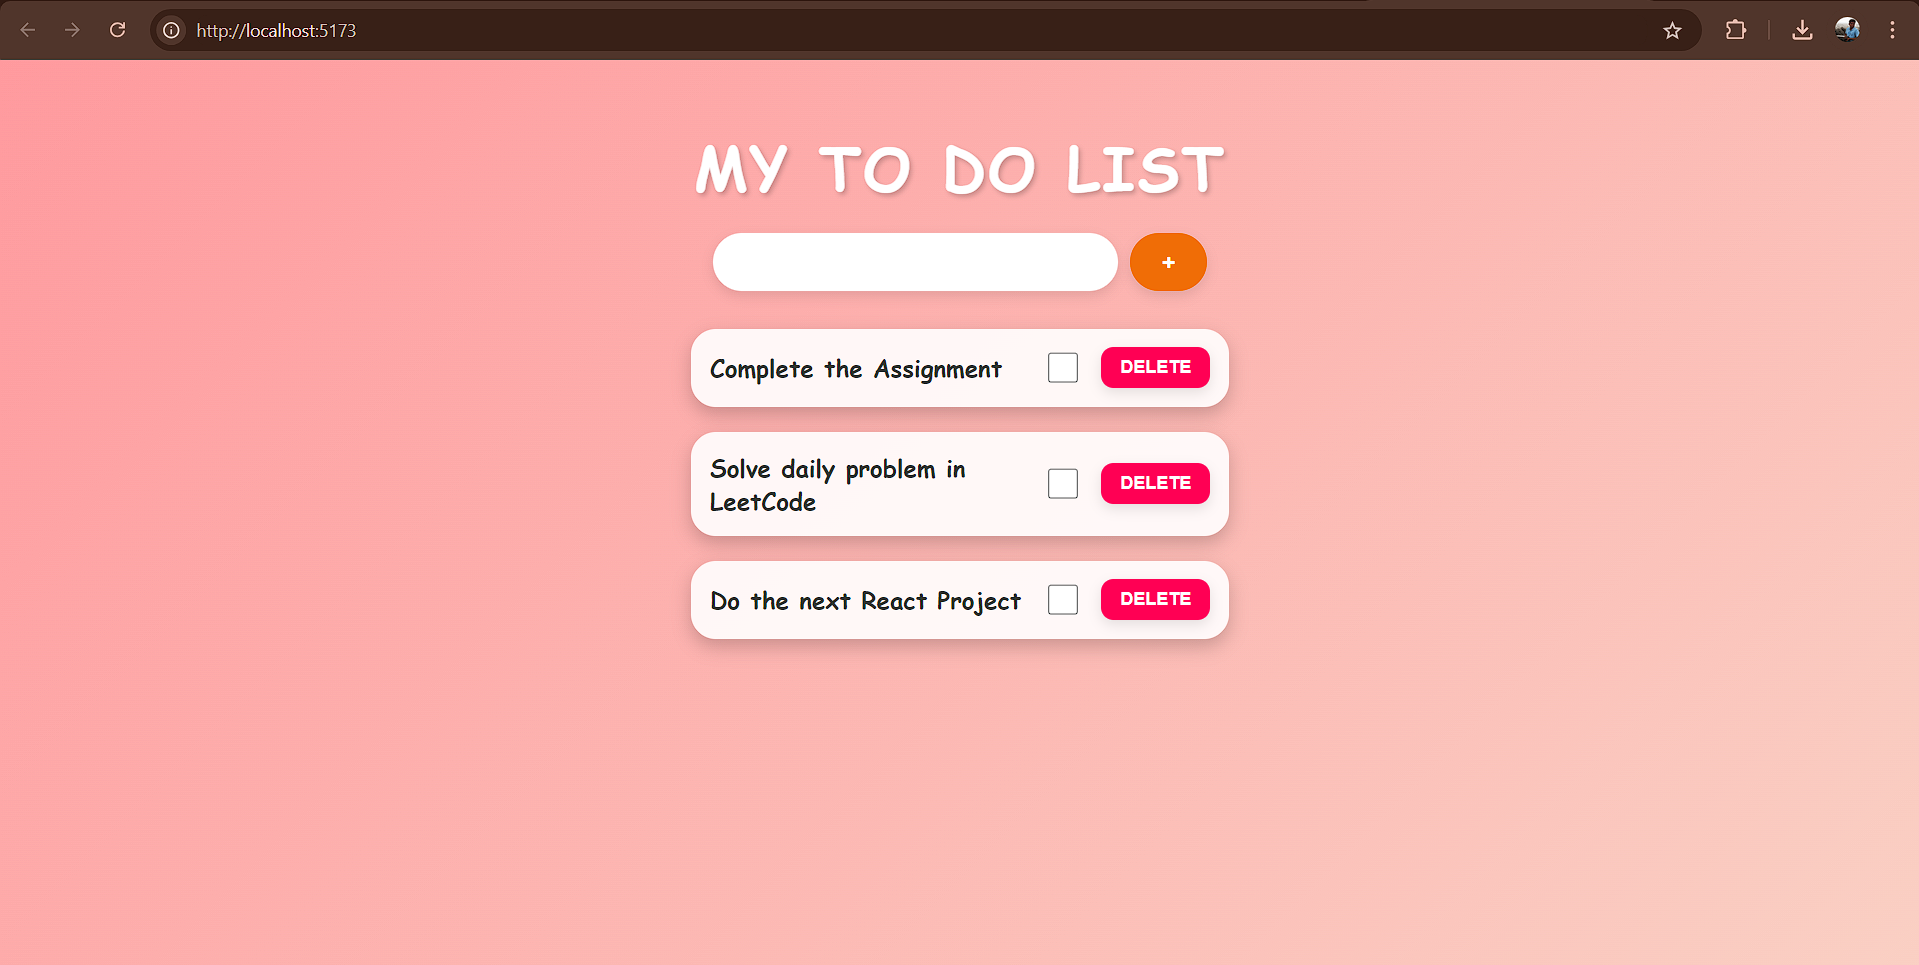 http://localhost:5173
MY TO DO LIST
+
Complete the Assignment
DELETE
Solve daily problem in
LeetCode
DELETE
Do the next React Project
DELETE